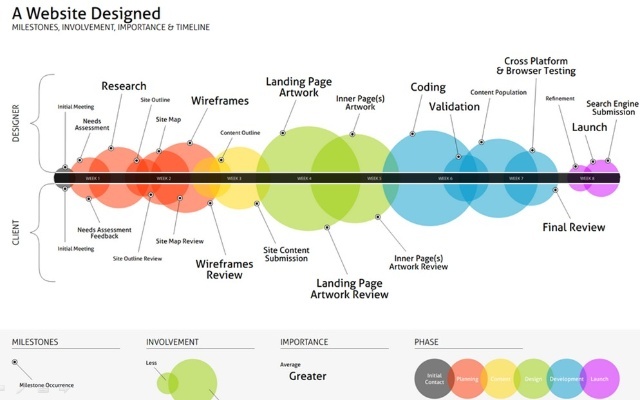 A Website Designed
MILESTONES, INVOLVEMENT, IMPORTANCE & TIMELINE
DESIGNER
Initial Meeting
Needs
Assessment
Research
Site Outline
Site Map
Wireframes
Content Outline
Landing Page
Artwork
Inner Page(s)
Artwork
Coding
Validation
Content Population
Cross Platform
& Browser Testing
Refinement
Launch
Search Engine
Submission
WEEK 1
WEEK 2
WEEK 3
WEEK 4
WEEK 5
WEEK 6
WEEK 7
WEEK 8
CLIENT
Initial Meeting
Needs Assessment
Feedback
Site Outline Review
Site Map Review
Wireframes
Review
Site Content
Submission
Landing Page
Artwork Review
Inner Page(s)
Artwork Review
Final Review
MILESTONES
Milestone Occurrence
INVOLVEMENT
Less
IMPORTANCE
Average
Greater
PHASE
Initial
Contact
Planning
Content
Design
Development
Launch